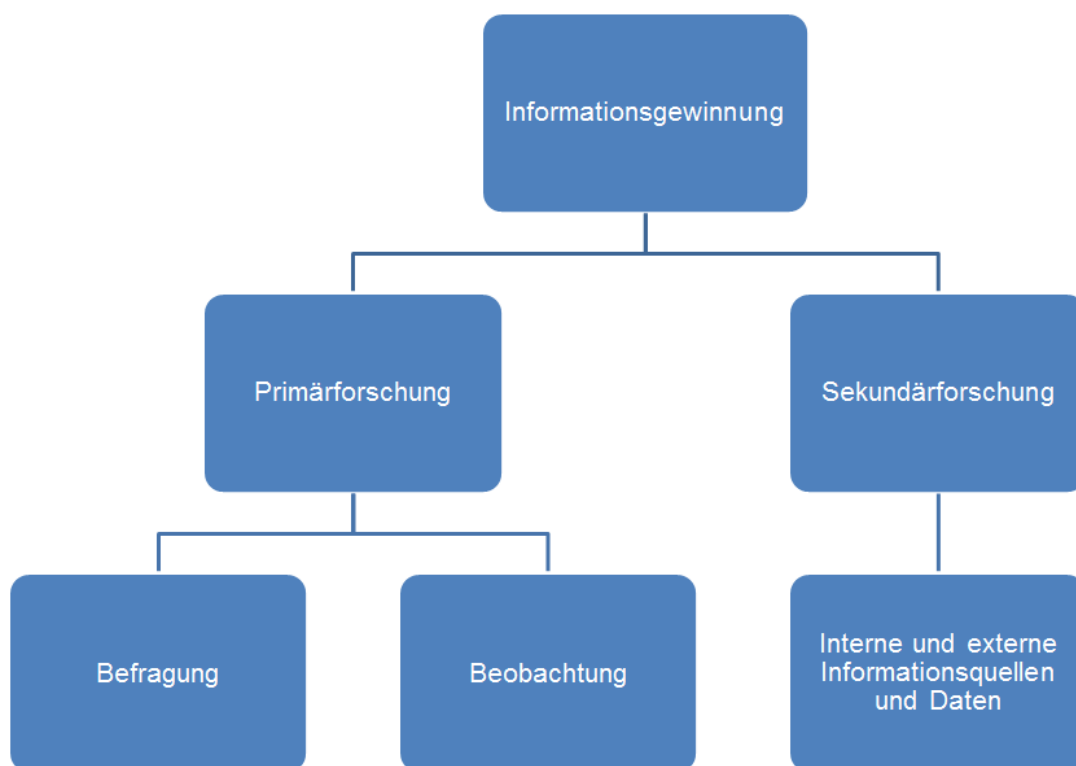 Informationsgewinnung
Primärforschung
Sekundärforschung
Befragung
Beobachtung
Interne und externe
Informationsquellen
und Daten